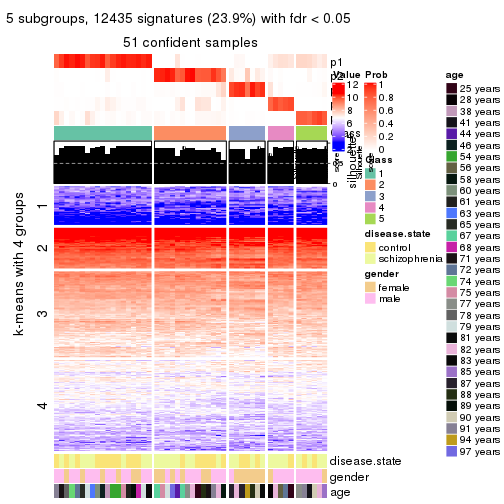 5 subgroups, 12435 signatures (23.9%) with fdr < 0.05
51 confident samples
k-means with 4 groups
1
2
3
4
p1
Value
12
10
8
6
0
Prob
1
0.8
0.6
0.4
0.2
0
silhouette
Class
1
2
3
4
5
disease.state
control
schizophrenia
gender
female
male
disease.state
gender
age
age
25 years
28 years
38 years
41 years
44 years
46 years
54 years
56 years
58 years
60 years
61 years
63 years
65 years
67 years
68 years
71 years
72 years
74 years
75 years
77 years
78 years
79 years
81 years
82 years
83 years
85 years
87 years
88 years
89 years
90 years
91 years
94 years
97 years